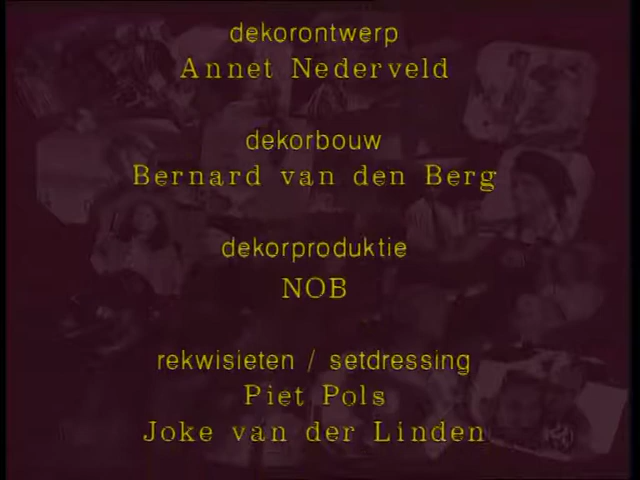 dekorontwerp
Annet Nederveld
dekorbouw
Bernard van den Berg
dekorproduktie
NOB
rekwisieten / setdressing
Piet Pols
Joke van der Linden